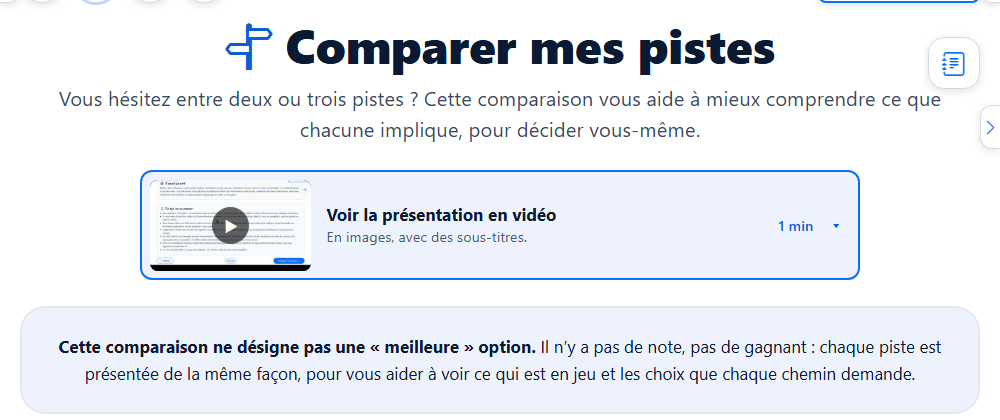 Comparer mes pistes
Vous hésitez entre deux ou trois pistes ? Cette comparaison vous aide à mieux comprendre ce que
chacune implique, pour décider vous-même.
Voir la présentation en vidéo
En images, avec des sous-titres.
1 min
Cette comparaison ne désigne pas une « meilleure » option. Il n’y a pas de note, pas de gagnant : chaque piste est
présentée de la même façon, pour vous aider à voir ce qui est en jeu et les choix que chaque chemin demande.